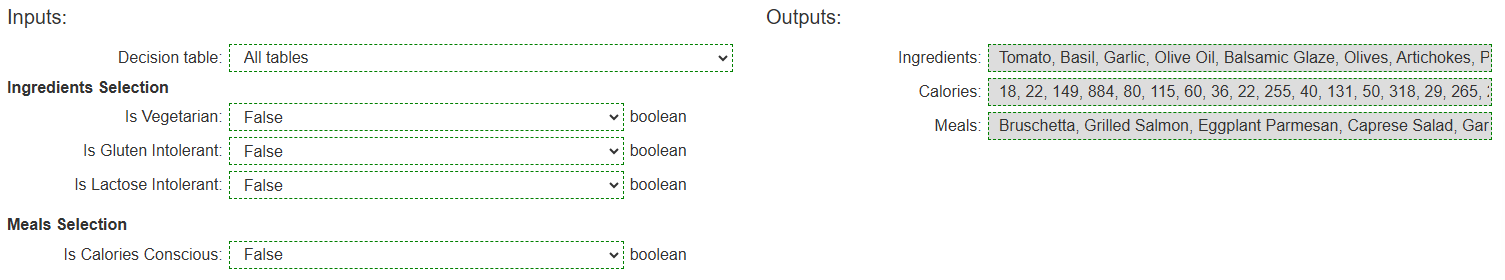 Inputs:
Decision table: All tables
Ingredients Selection
Is Vegetarian: False boolean
Is Gluten Intolerant: False boolean
Is Lactose Intolerant: False boolean
Meals Selection
Is Calories Conscious: False boolean
Outputs:
Ingredients: Tomato, Basil, Garlic, Olive Oil, Balsamic Glaze, Olives, Artichokes, P
Calories: 18, 22, 149, 884, 80, 115, 60, 36, 22, 255, 40, 131, 50, 318, 29, 265,
Meals: Bruschetta, Grilled Salmon, Eggplant Parmesan, Caprese Salad, Gar